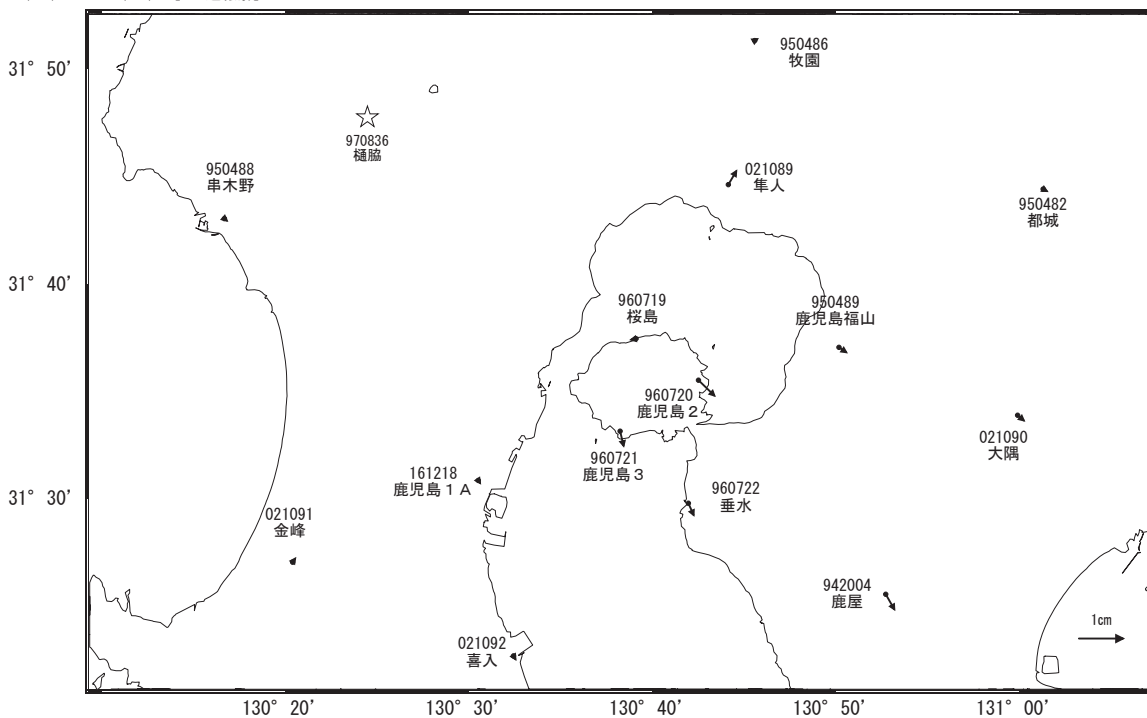 31° 50'
950486
牧園
970836
樋脇
950488
串木野
021089
隼人
950482
都城
31° 40'
960719
桜島
950489
鹿児島福山
960720
鹿児島２
021090
大隅
960721
鹿児島３
161218
鹿児島１Ａ
960722
垂水
31° 30'
021091
金峰
942004
鹿屋
1㎝
021092
喜入
130° 20'
130° 30'
130° 40'
130° 50'
131° 00'